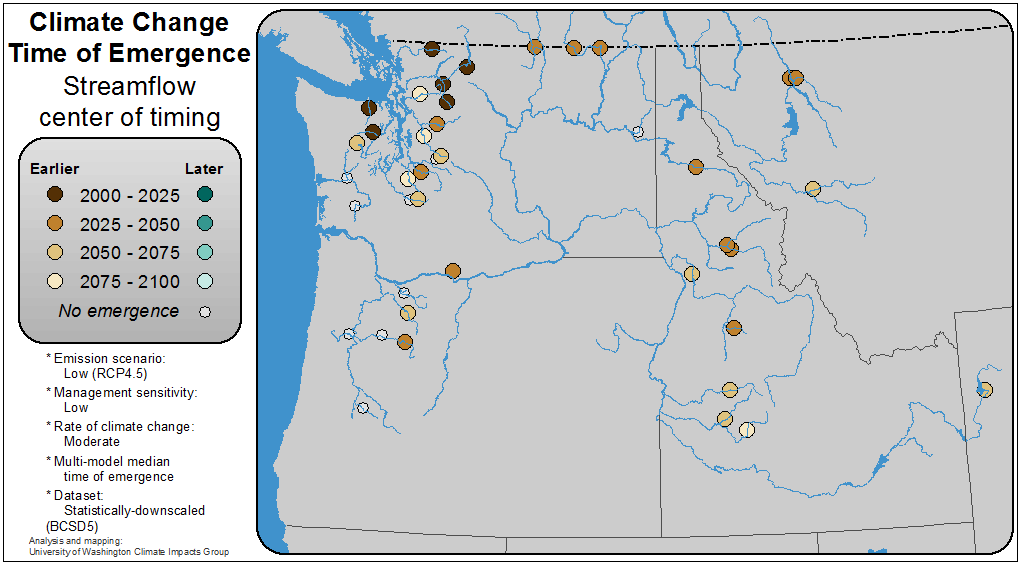 Climate Change
Time of Emergence
Streamflow
center of timing
Earlier Later
2000 - 2025
2025 - 2050
2050 - 2075
2075 - 2100
No emergence
* Emission scenario:
Low (RCP4.5)
* Management sensitivity:
Low
* Rate of climate change:
Moderate
* Multi-model median
time of emergence
* Dataset:
Statistically-downscaled
(BCSD5)
Analysis and mapping:
University of Washington Climate Impacts Group